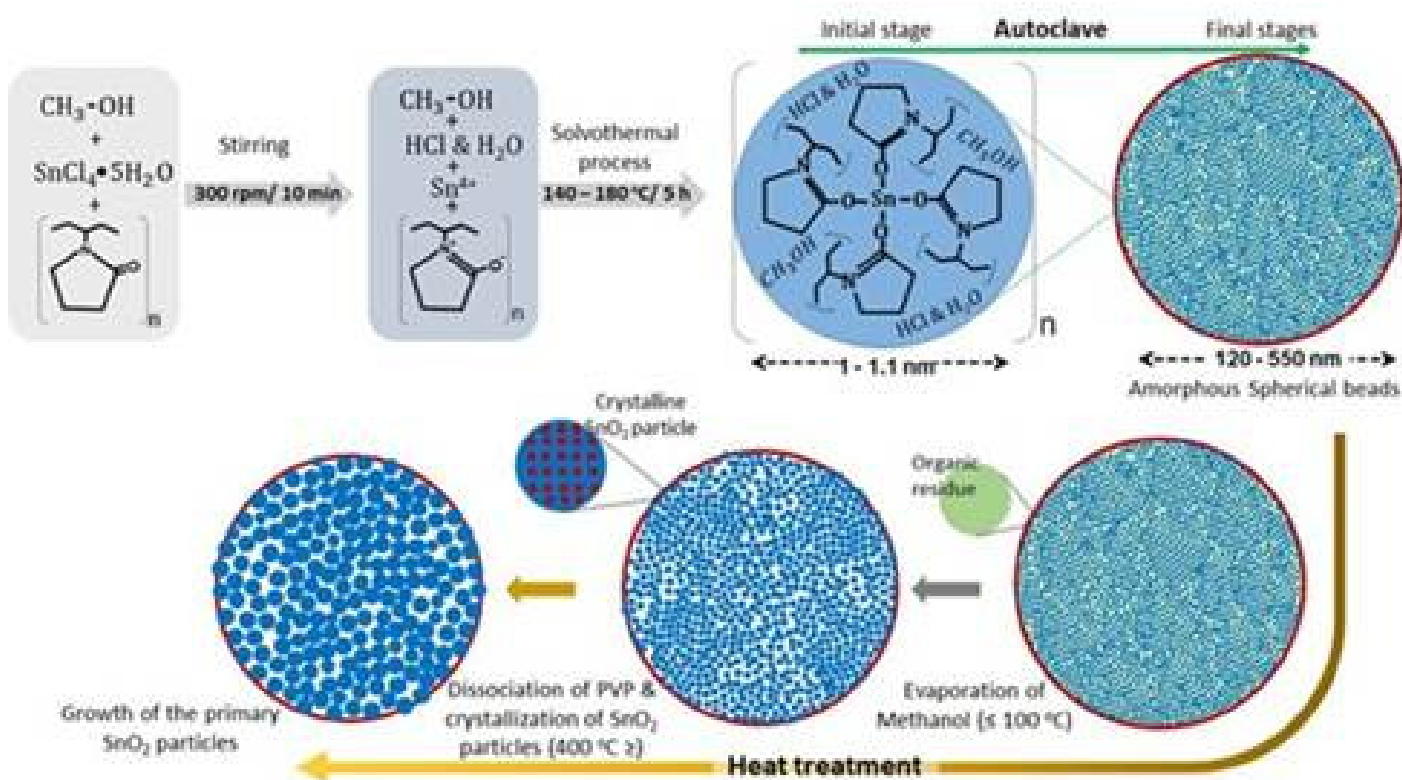 Initial stage
Autoclave
Final stages
CH₃-OH
+
SnCl₄•5H₂O
+
N
O
n
Stirring
300 rpm/ 10 min
CH₃-OH
+
HCl & H₂O
+
Sn⁴⁺
+
N⁺
O⁻
n
Solvothermal
process
140 – 180 °C/ 5 h
HCl & H₂O
N
CH₃OH
N
O
O-Sn-O
O
N
CH₃OH
N
HCl & H₂O
n
1 - 1.1 nm
120 - 550 nm
Amorphous Spherical beads
Crystalline
SnO₂ particle
Organic
residue
Growth of the primary
SnO₂ particles
Dissociation of PVP &
crystallization of SnO₂
particles (400 °C ≥)
Evaporation of
Methanol (≤ 100 °C)
Heat treatment